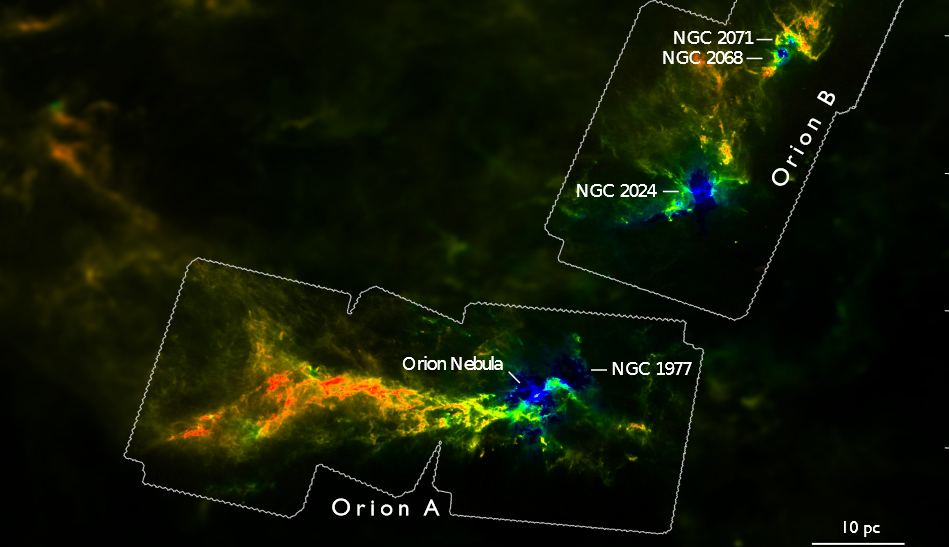 NGC 2071
NGC 2068
Orion B
NGC 2024
Orion Nebula
NGC 1977
Orion A
10 pc